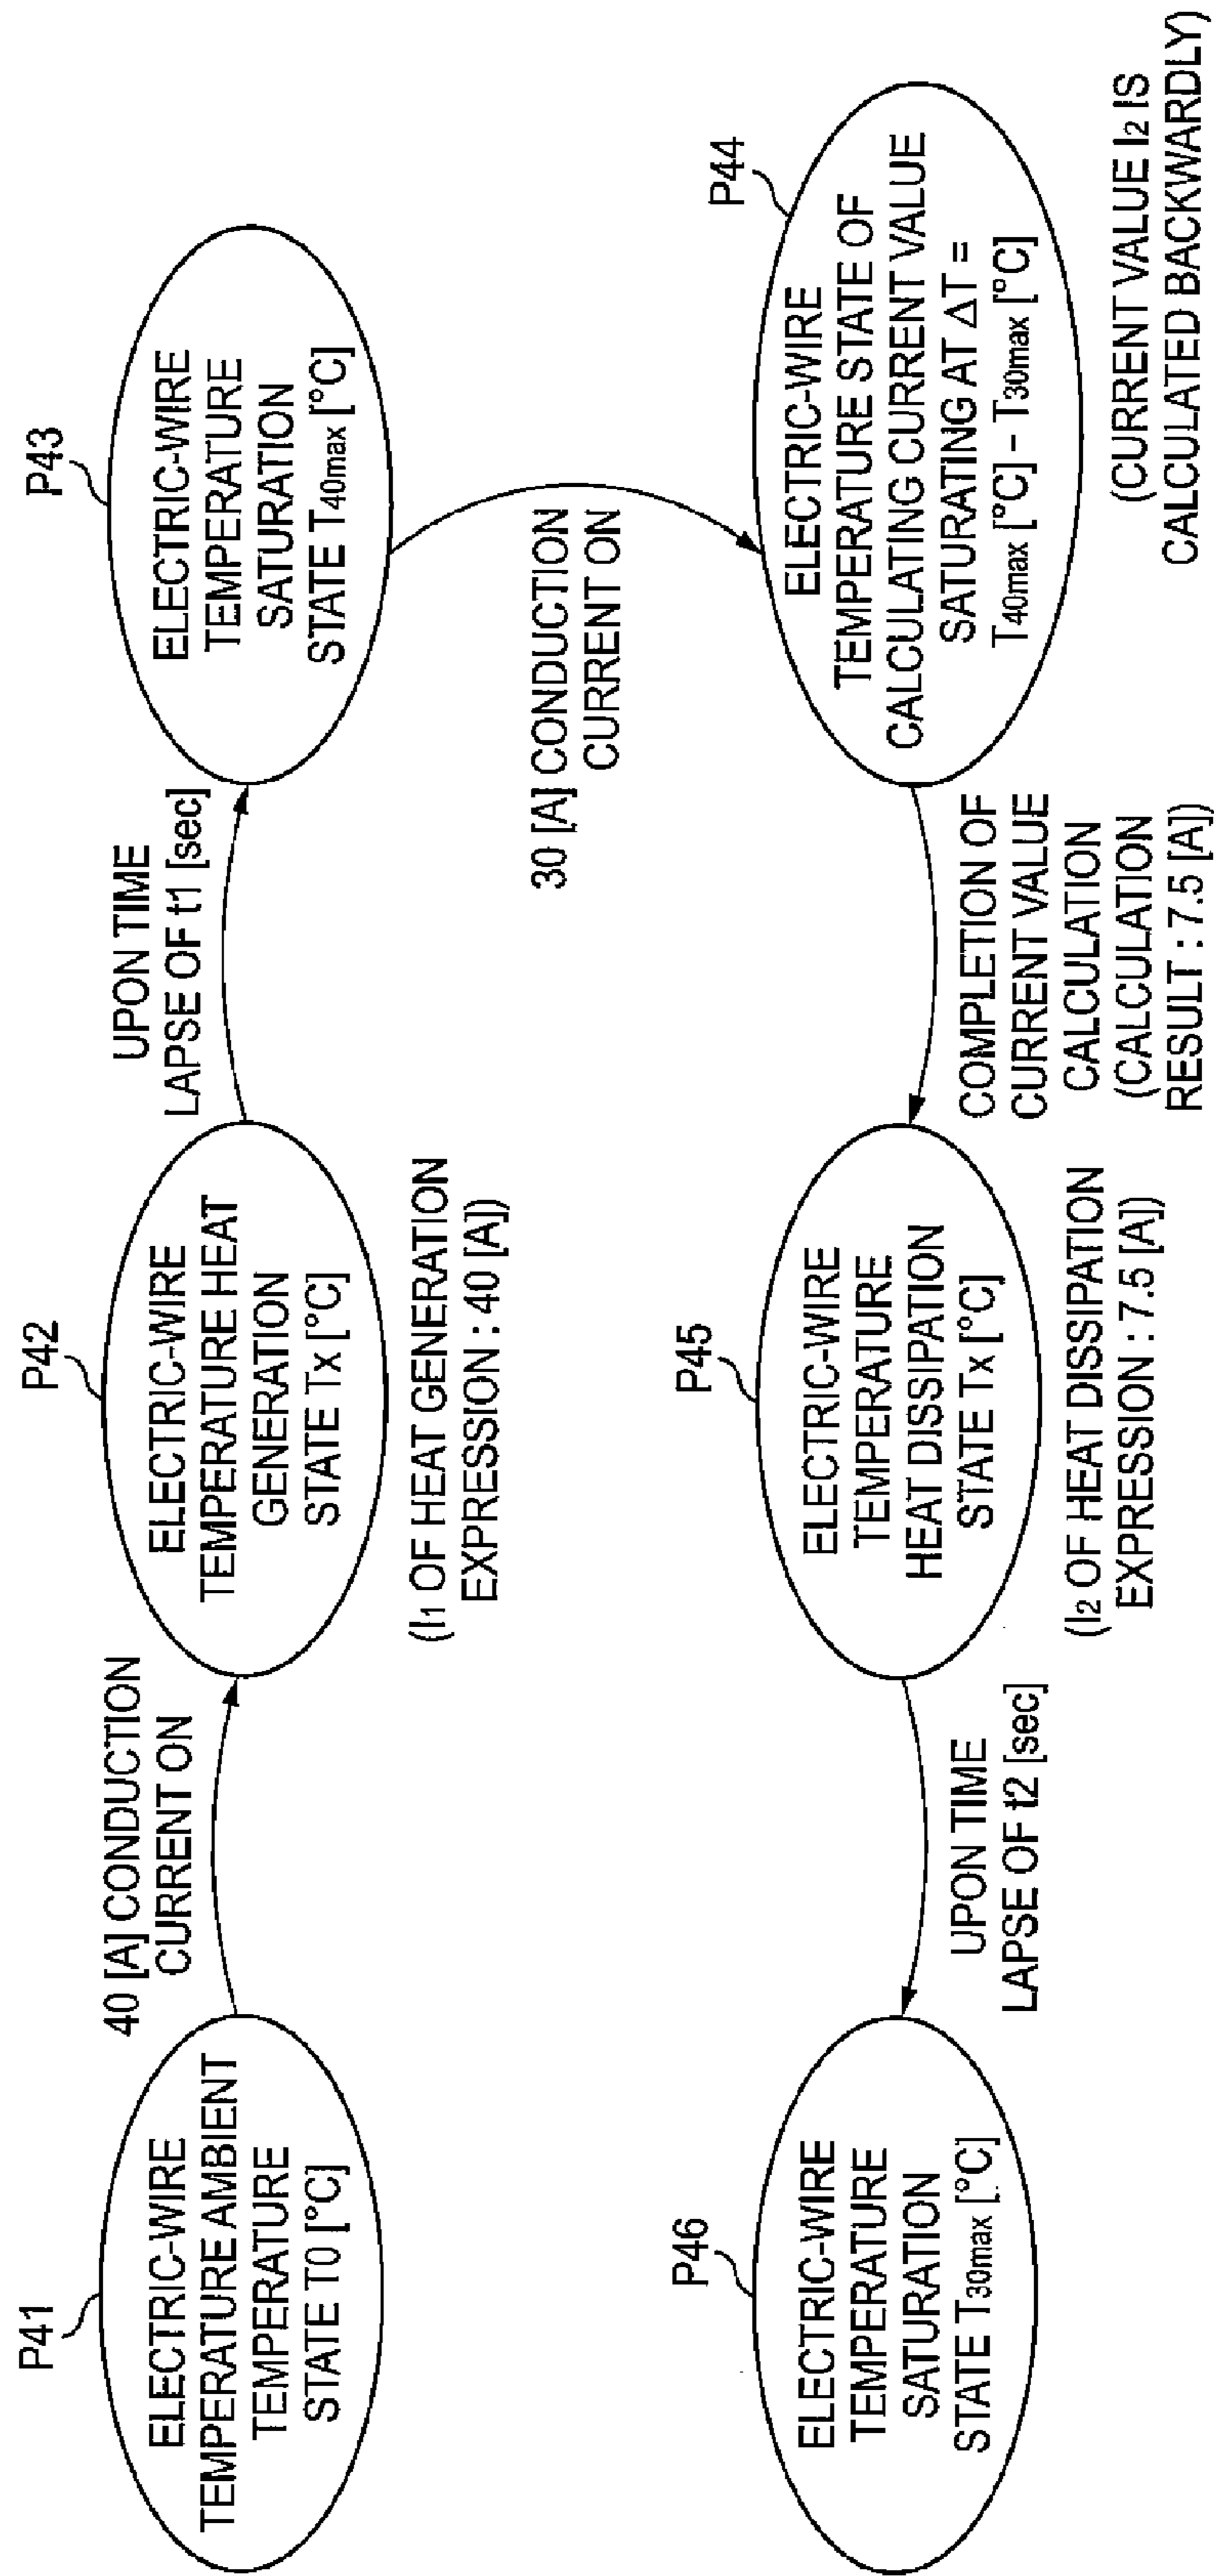 P41
ELECTRIC-WIRE
TEMPERATURE AMBIENT
TEMPERATURE
STATE T0 [°C]
40 [A] CONDUCTION
CURRENT ON
P42
ELECTRIC-WIRE
TEMPERATURE HEAT
GENERATION
STATE Tx [°C]
(I1 OF HEAT GENERATION
EXPRESSION : 40 [A])
UPON TIME
LAPSE OF t1 [sec]
P43
ELECTRIC-WIRE
TEMPERATURE
SATURATION
STATE T40max [°C]
30 [A] CONDUCTION
CURRENT ON
P44
ELECTRIC-WIRE
TEMPERATURE STATE OF
CALCULATING CURRENT VALUE
SATURATING AT ΔT =
T40max [°C] – T30max [°C]
(CURRENT VALUE I2 IS
CALCULATED BACKWARDLY)
COMPLETION OF
CURRENT VALUE
CALCULATION
(CALCULATION
RESULT : 7.5 [A])
P45
ELECTRIC-WIRE
TEMPERATURE
HEAT DISSIPATION
STATE Tx [°C]
(I2 OF HEAT DISSIPATION
EXPRESSION : 7.5 [A])
UPON TIME
LAPSE OF t2 [sec]
P46
ELECTRIC-WIRE
TEMPERATURE
SATURATION
STATE T30max [°C]